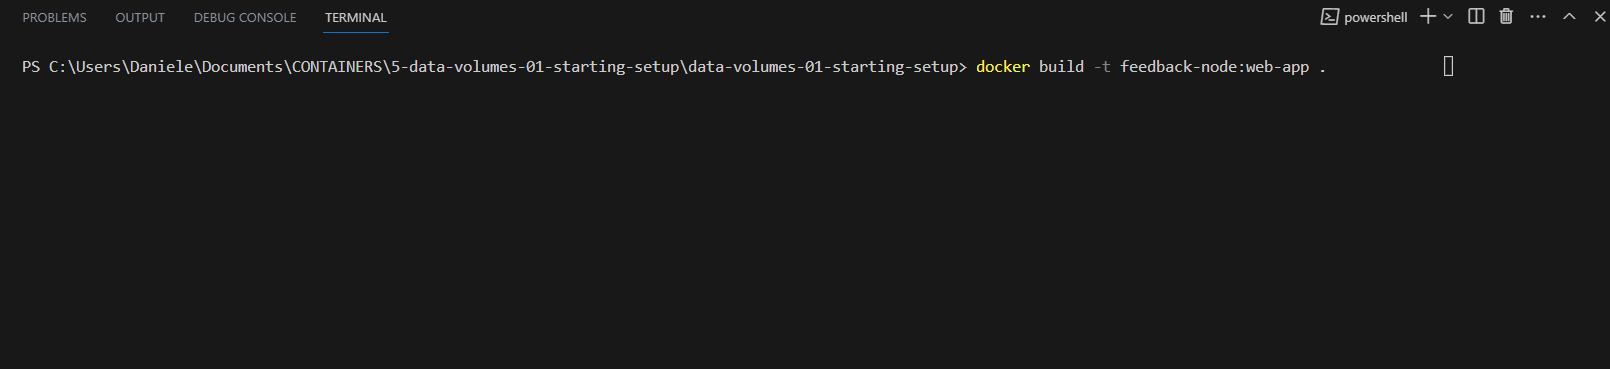 PROBLEMS OUTPUT DEBUG CONSOLE TERMINAL powershell
PS C:\Users\Daniele\Documents\CONTAINERS\5-data-volumes-01-starting-setup\data-volumes-01-starting-setup> docker build -t feedback-node:web-app .